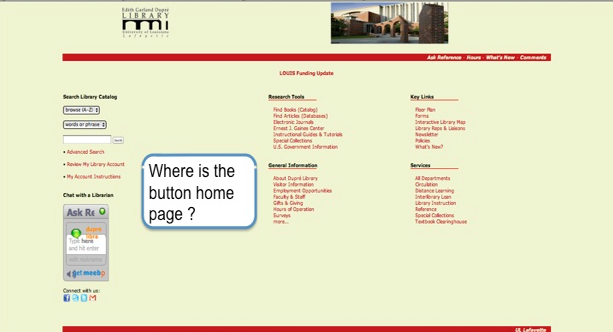 Edith Garland Dupré
LIBRARY
University of Louisiana
Lafayette
Ask Reference · Hours · What's New · Comments
LOUIS Funding Update
Search Library Catalog
browse (A-Z)
words or phrase
• Advanced Search
• Review My Library Account
• My Account Instructions
Chat with a Librarian
Ask Re
dupre
Type here
and hit enter
add nickname
get meebo
Connect with us:
Where is the
button home
page ?
Research Tools
Find Books (Catalog)
Find Articles (Databases)
Electronic Journals
Ernest J. Gaines Center
Instructional Guides & Tutorials
Special Collections
U.S. Government Information
General Information
About Dupré Library
Visitor Information
Employment Opportunities
Faculty & Staff
Gifts & Giving
Hours of Operation
Surveys
more...
Key Links
Floor Plan
Forms
Interactive Library Map
Library Reps & Liaisons
Newsletter
Policies
What's New?
Services
All Departments
Circulation
Distance Learning
Interlibrary Loan
Library Instruction
Reference
Special Collections
Textbook Clearinghouse
UL Lafayette